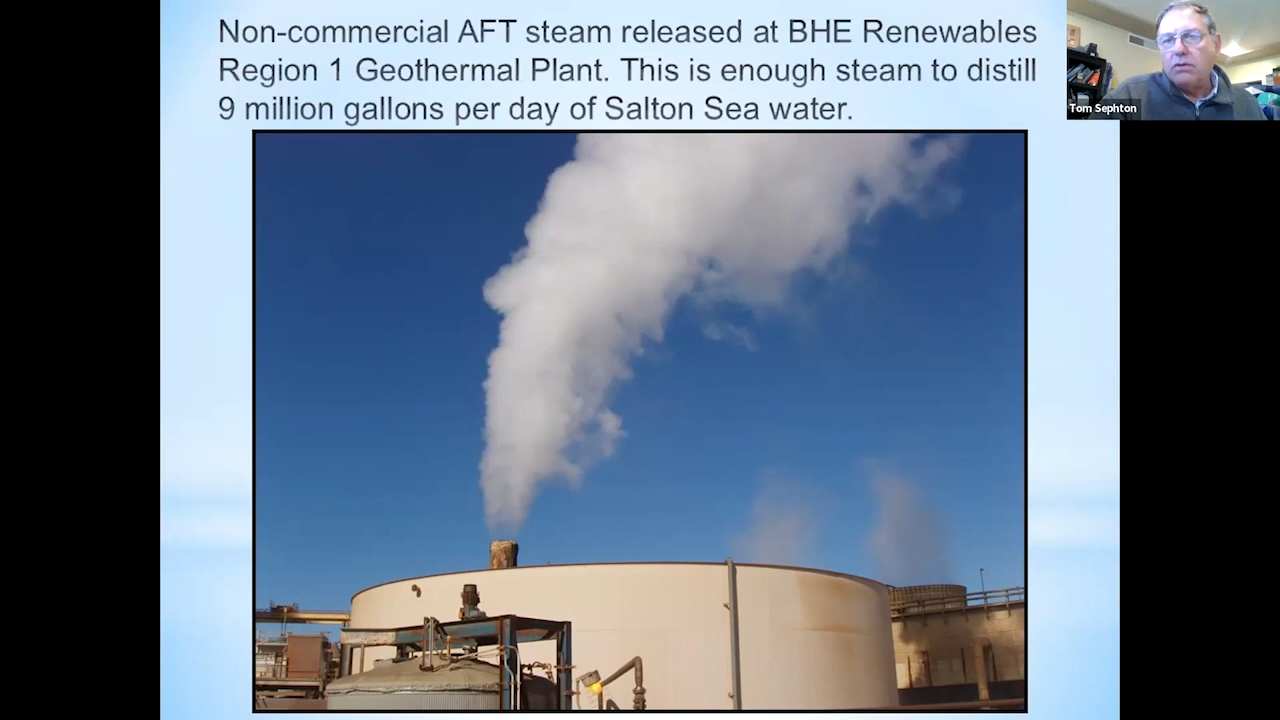 Non-commercial AFT steam released at BHE Renewables
Region 1 Geothermal Plant. This is enough steam to distill
9 million gallons per day of Salton Sea water.
Tom Sephton